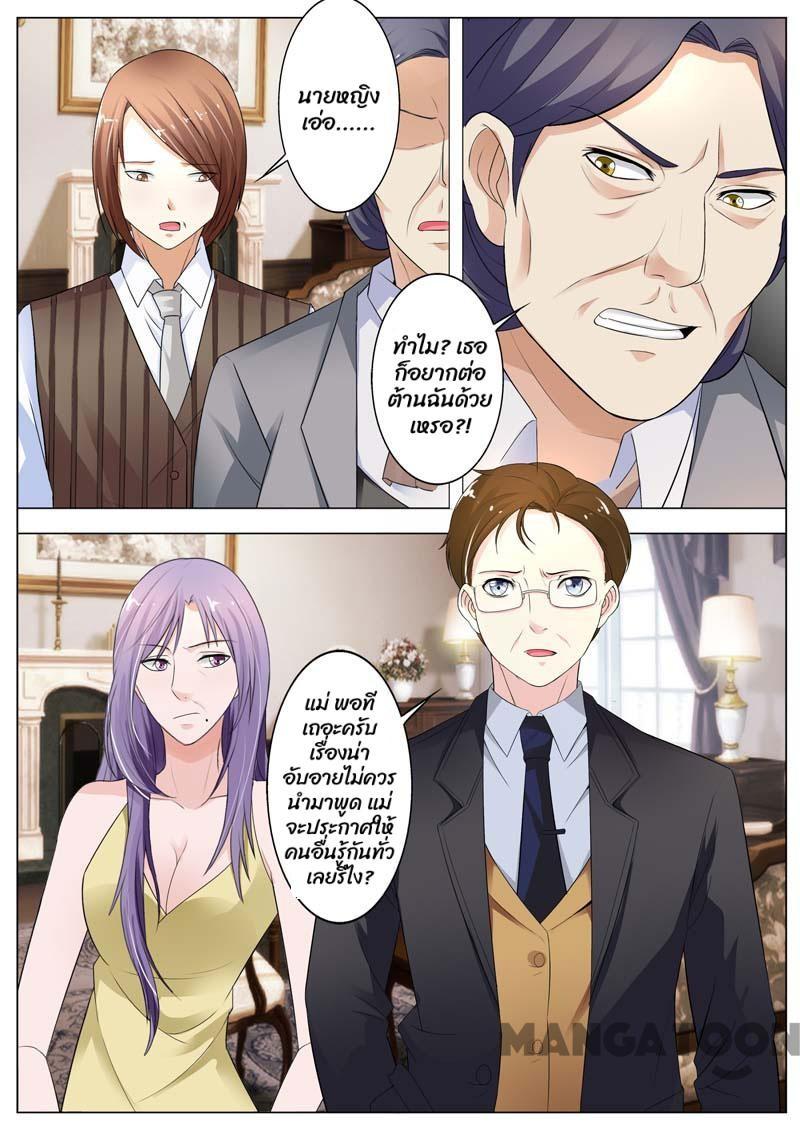 นายหญิง
เอ่อ......
ทำไม? เธอ
ก็อยากต่อ
ต้านฉันด้วย
เหรอ?!
แม่ พอที
เถอะครับ
เรื่องน่า
อับอายไม่ควร
นำมาพูด แม่
จะประกาศให้
คนอื่นรู้กันทั่ว
เลยรึไง?
MANGATOON